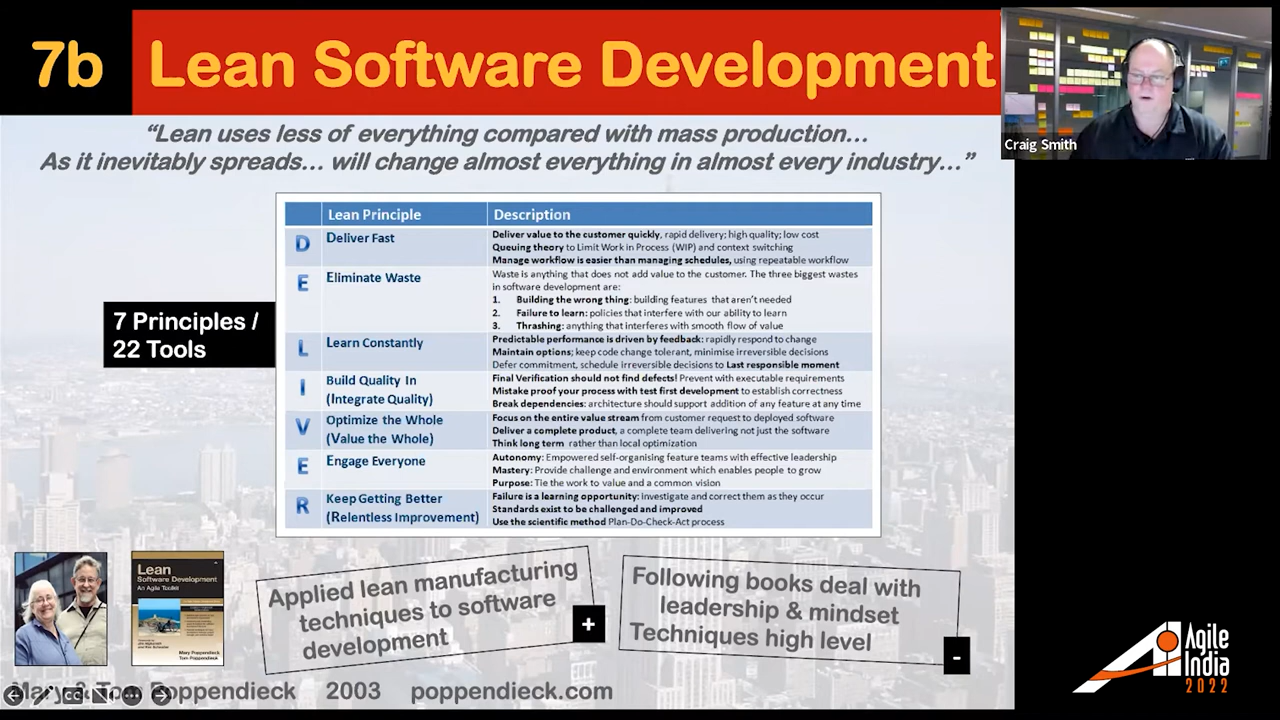 7b
Lean Software Development
Craig Smith
“Lean uses less of everything compared with mass production…
As it inevitably spreads… will change almost everything in almost every industry…”
7 Principles /
22 Tools
Lean Principle Description
D Deliver Fast
Deliver value to the customer quickly, rapid delivery; high quality; low cost
Queuing theory to Limit Work in Process (WIP) and context switching
Manage workflow is easier than managing schedules, using repeatable workflow
E Eliminate Waste
Waste is anything that does not add value to the customer. The three biggest wastes
in software development are:
1. Building the wrong thing: building features that aren’t needed
2. Failure to learn: policies that interfere with our ability to learn
3. Thrashing: anything that interferes with smooth flow of value
L Learn Constantly
Predictable performance is driven by feedback: rapidly respond to change
Maintain options; keep code change tolerant, minimise irreversible decisions
Defer commitment, schedule irreversible decisions to Last responsible moment
I Build Quality In
(Integrate Quality)
Final Verification should not find defects! Prevent with executable requirements
Mistake proof your process with test first development to establish correctness
Break dependencies: architecture should support addition of any feature at any time
V Optimize the Whole
(Value the Whole)
Focus on the entire value stream from customer request to deployed software
Deliver a complete product, a complete team delivering not just the software
Think long term rather than local optimization
E Engage Everyone
Autonomy: Empowered self-organising feature teams with effective leadership
Mastery: Provide challenge and environment which enables people to grow
Purpose: Tie the work to value and a common vision
R Keep Getting Better
(Relentless Improvement)
Failure is a learning opportunity: investigate and correct them as they occur
Standards exist to be challenged and improved
Use the scientific method Plan-Do-Check-Act process
Lean
Software Development
An Agile Toolkit
Mary Poppendieck
Tom Poppendieck
Applied lean manufacturing
techniques to software
development
+
Following books deal with
leadership & mindset
Techniques high level
-
Mary & Tom Poppendieck 2003 poppendieck.com
Agile
India
2022